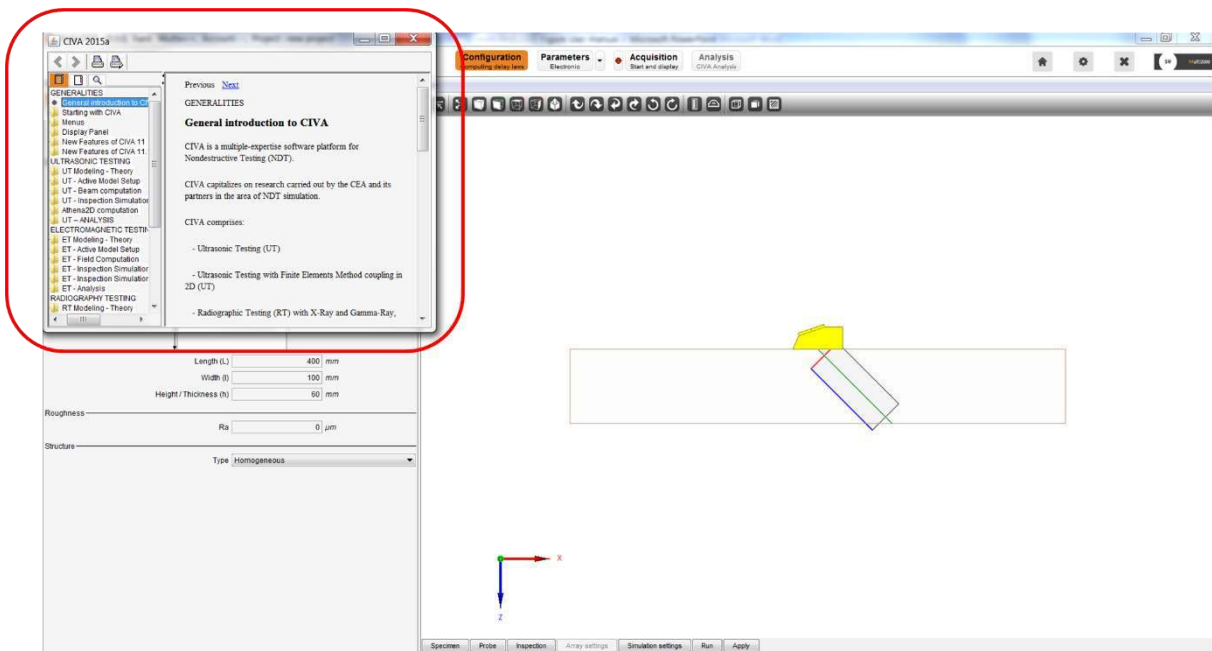 CIVA 2015a
GENERALITIES
General introduction to CI
Starting with CIVA
Menus
Display Panel
New Features of CIVA 11
New Features of CIVA 11.
ULTRASONIC TESTING
UT Modeling - Theory
UT - Active Model Setup
UT - Beam computation
UT - Inspection Simulation
Athena2D computation
UT – ANALYSIS
ELECTROMAGNETIC TESTIN
ET Modeling - Theory
ET - Active Model Setup
ET - Field Computation
ET - Inspection Simulation
ET - Inspection Simulation
ET - Analysis
RADIOGRAPHY TESTING
RT Modeling - Theory
Previous Next
GENERALITIES
General introduction to CIVA
CIVA is a multiple-expertise software platform for
Nondestructive Testing (NDT).
CIVA capitalizes on research carried out by the CEA and its
partners in the area of NDT simulation.
CIVA comprises:
- Ultrasonic Testing (UT)
- Ultrasonic Testing with Finite Elements Method coupling in
2D (UT)
- Radiographic Testing (RT) with X-Ray and Gamma-Ray,
Configuration
Computing delay laws
Parameters
Electronic
Acquisition
Start and display
Analysis
CIVA Analysis
Length (L) 400 mm
Width (l) 100 mm
Height / Thickness (h) 60 mm
Roughness
Ra 0 µm
Structure
Type Homogeneous
X
Z
Specimen Probe Inspection Array settings Simulation settings Run Apply